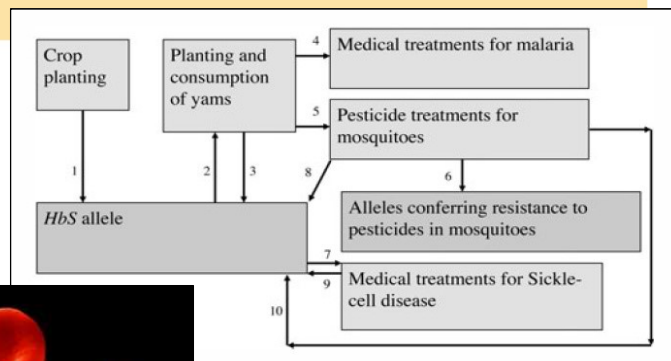 Crop
planting
Planting and
consumption
of yams
4
Medical treatments for malaria
5
Pesticide treatments for
mosquitoes
1
2
3
8
6
HbS allele
Alleles conferring resistance to
pesticides in mosquitoes
7
9
Medical treatments for Sickle-
cell disease
10